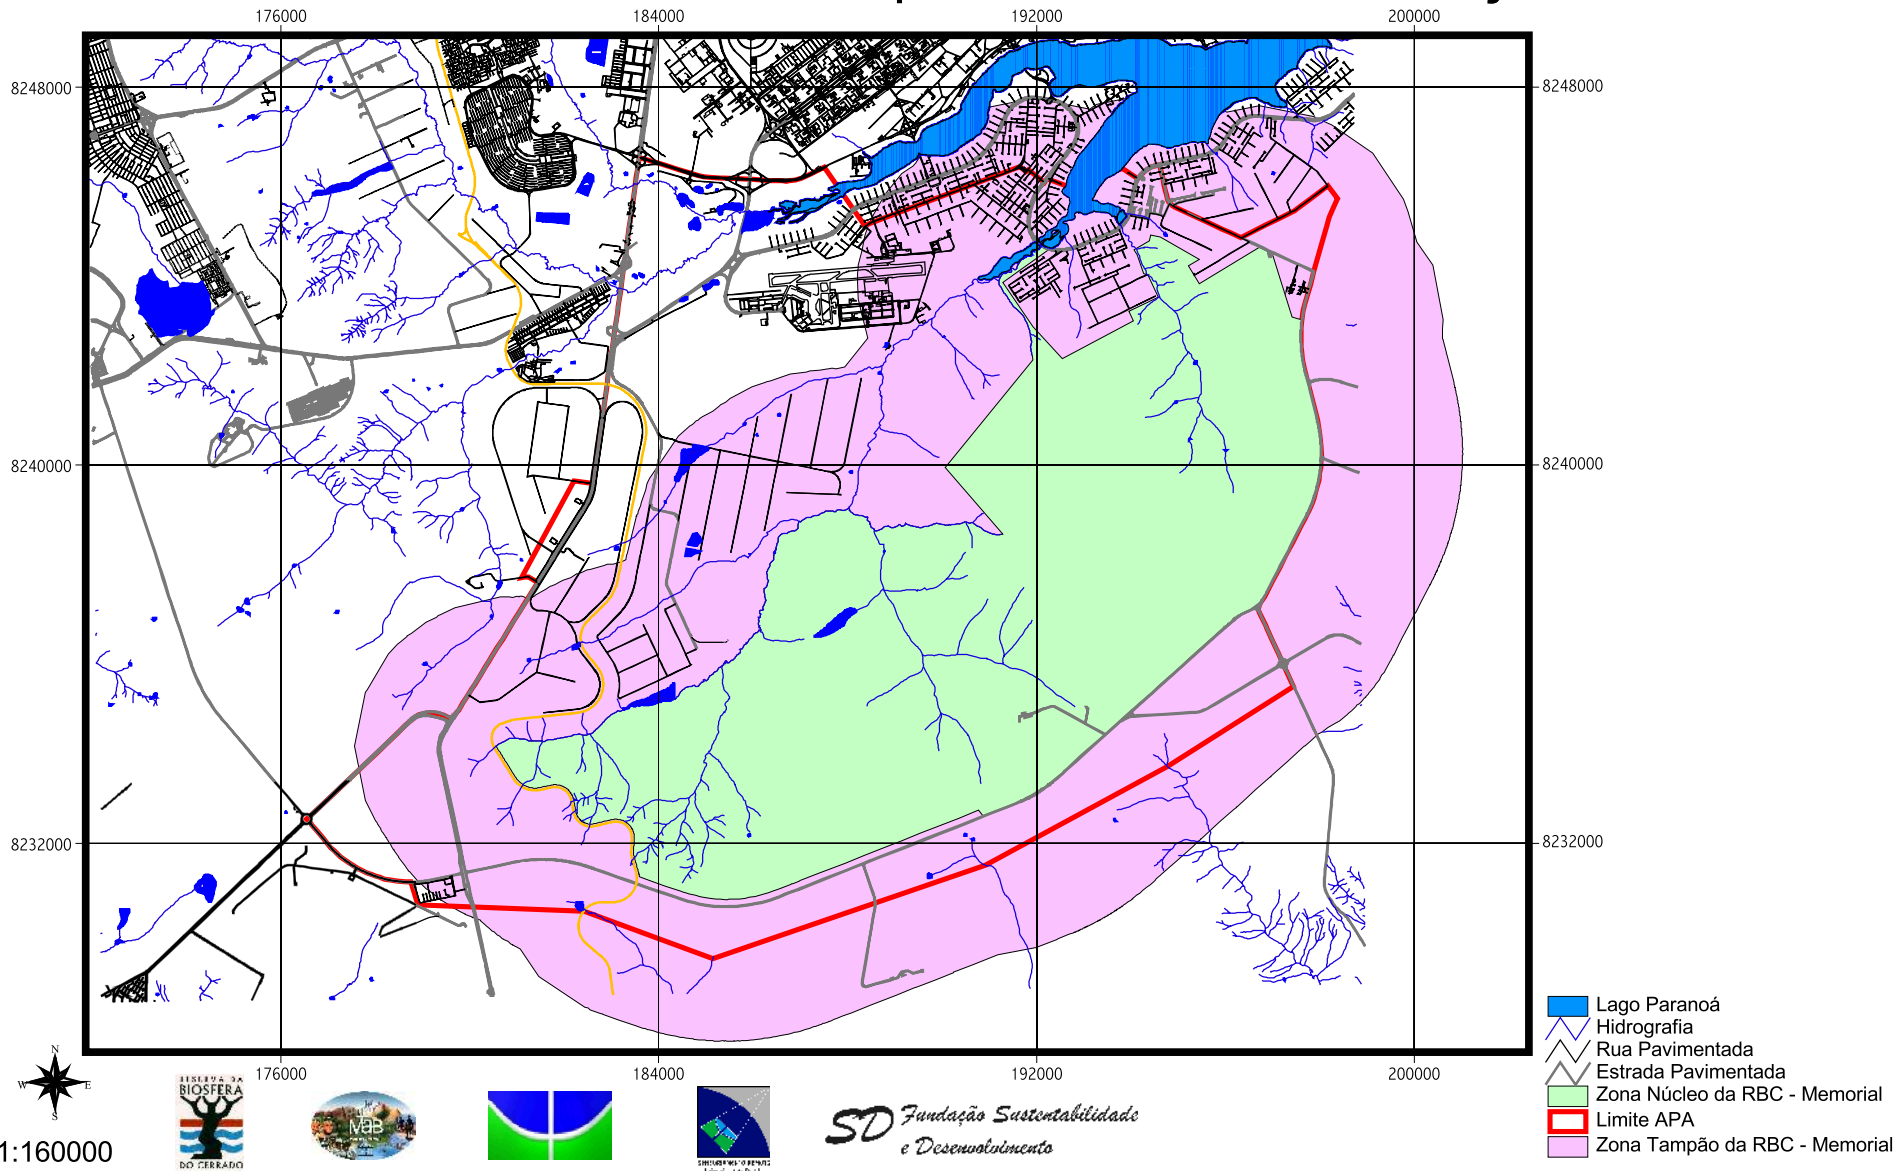 176000 184000 192000 200000
8248000 8248000
8240000 8240000
8232000 8232000
176000 184000 192000 200000
Lago Paranoá
Hidrografia
Rua Pavimentada
Estrada Pavimentada
Zona Núcleo da RBC - Memorial
Limite APA
Zona Tampão da RBC - Memorial
N
W E
S
1:160000
RESERVA DA
BIOSFERA
DO CERRADO
MaB
SD Fundação Sustentabilidade
e Desenvolvimento